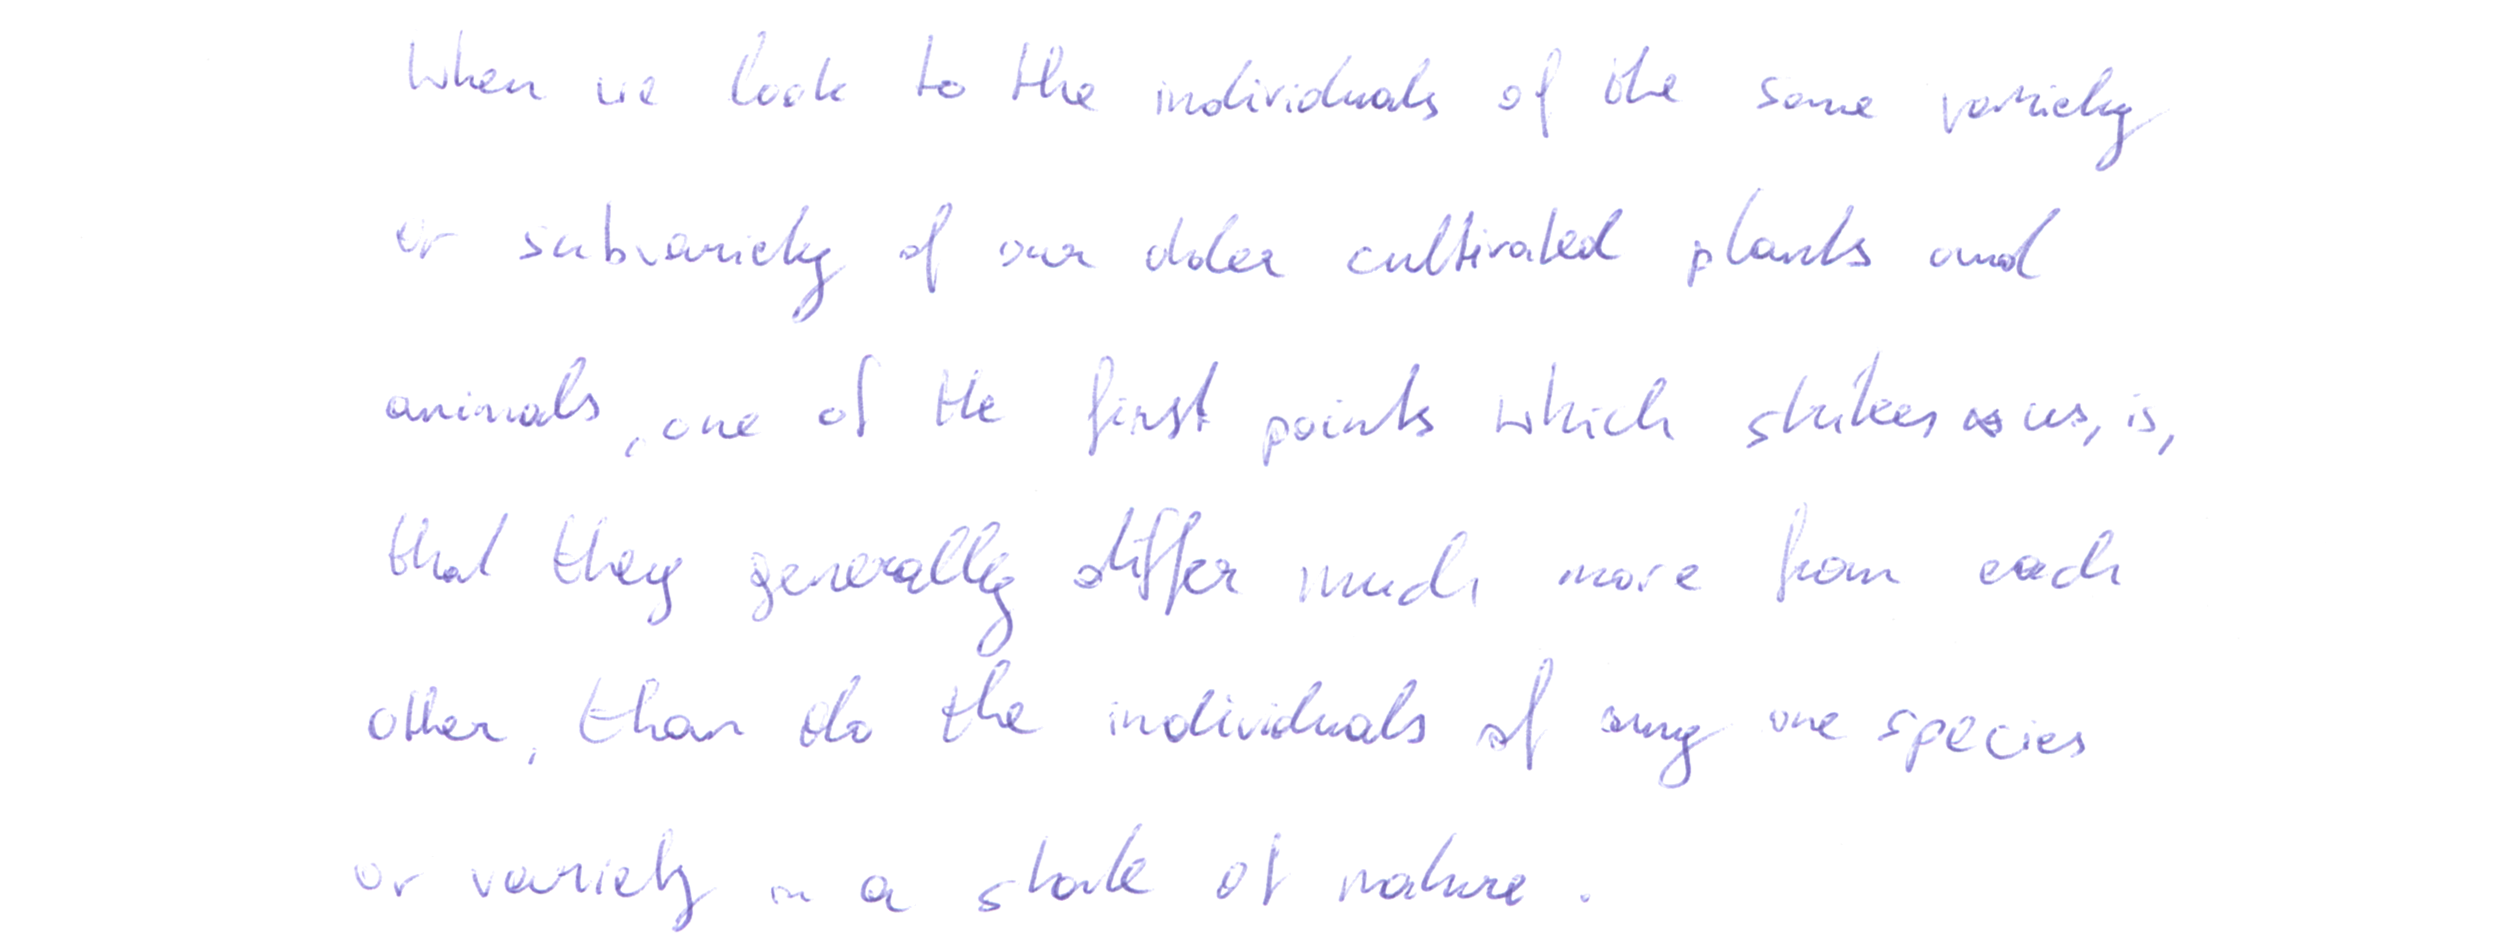 When we look to the individuals of the same variety
or subvariety of our older cultivated plants and
animals, one of the first points which strikes us, is,
that they generally differ much more from each
other, than do the individuals of any one species
or variety in a state of nature.